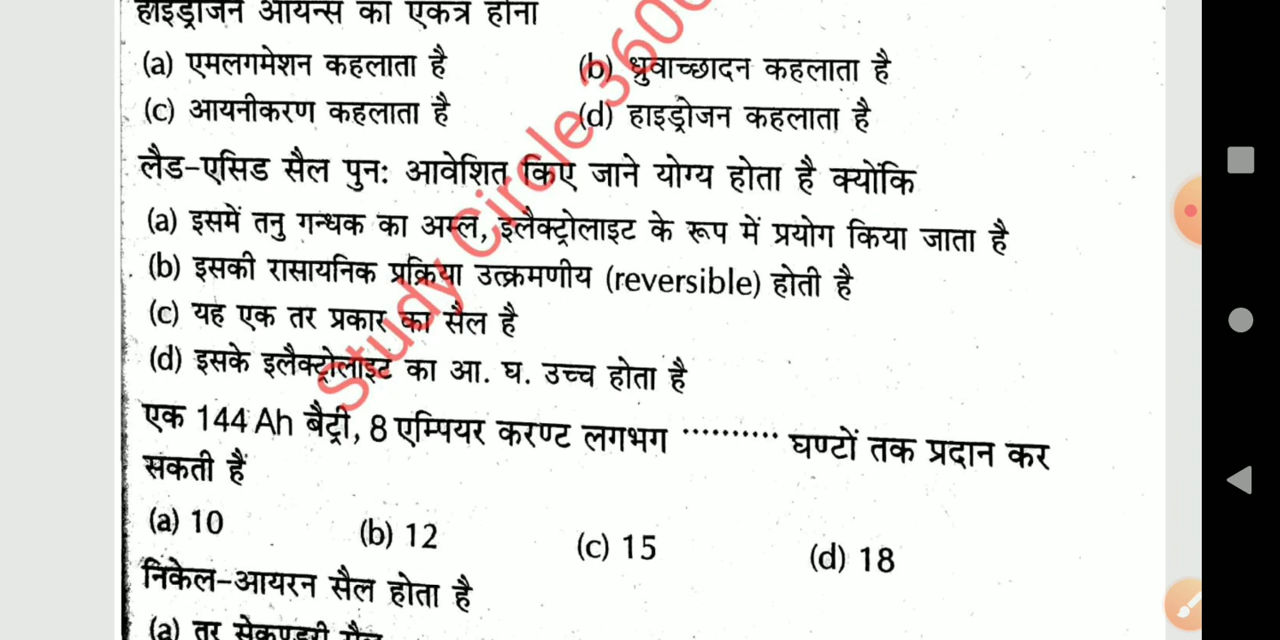 हाइड्रोजन आयन्स का एकत्र होना
(a) एमलगमेशन कहलाता है (b) ध्रुवाच्छादन कहलाता है
(c) आयनीकरण कहलाता है (d) हाइड्रोजन कहलाता है
लैड-एसिड सैल पुनः आवेशित किए जाने योग्य होता है क्योंकि
(a) इसमें तनु गन्धक का अम्ल, इलैक्ट्रोलाइट के रूप में प्रयोग किया जाता है
(b) इसकी रासायनिक प्रक्रिया उत्क्रमणीय (reversible) होती है
(c) यह एक तर प्रकार का सैल है
(d) इसके इलैक्ट्रोलाइट का आ. घ. उच्च होता है
एक 144 Ah बैट्री, 8 एम्पियर करण्ट लगभग .......... घण्टों तक प्रदान कर
सकती हैं
(a) 10 (b) 12 (c) 15 (d) 18
निकेल-आयरन सैल होता है
(a) तर सेकण्डरी सैल
Study Circle 360